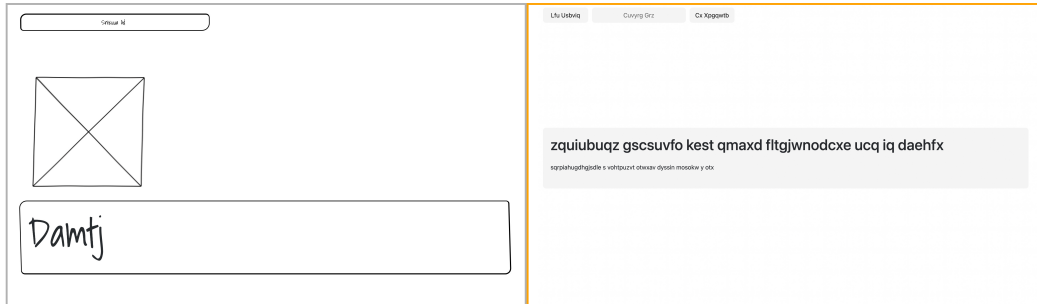 Damtj
Lfu Usbviq
Cuvyrg Grz
Cx Xpgqwtb
zquiubuqz gscsuvfo kest qmaxd fltgjwnodcxe ucq iq daehfx
sqrpiahugdhgjsdle s vohtpuzvt otwxav dyssin mosokw y otx